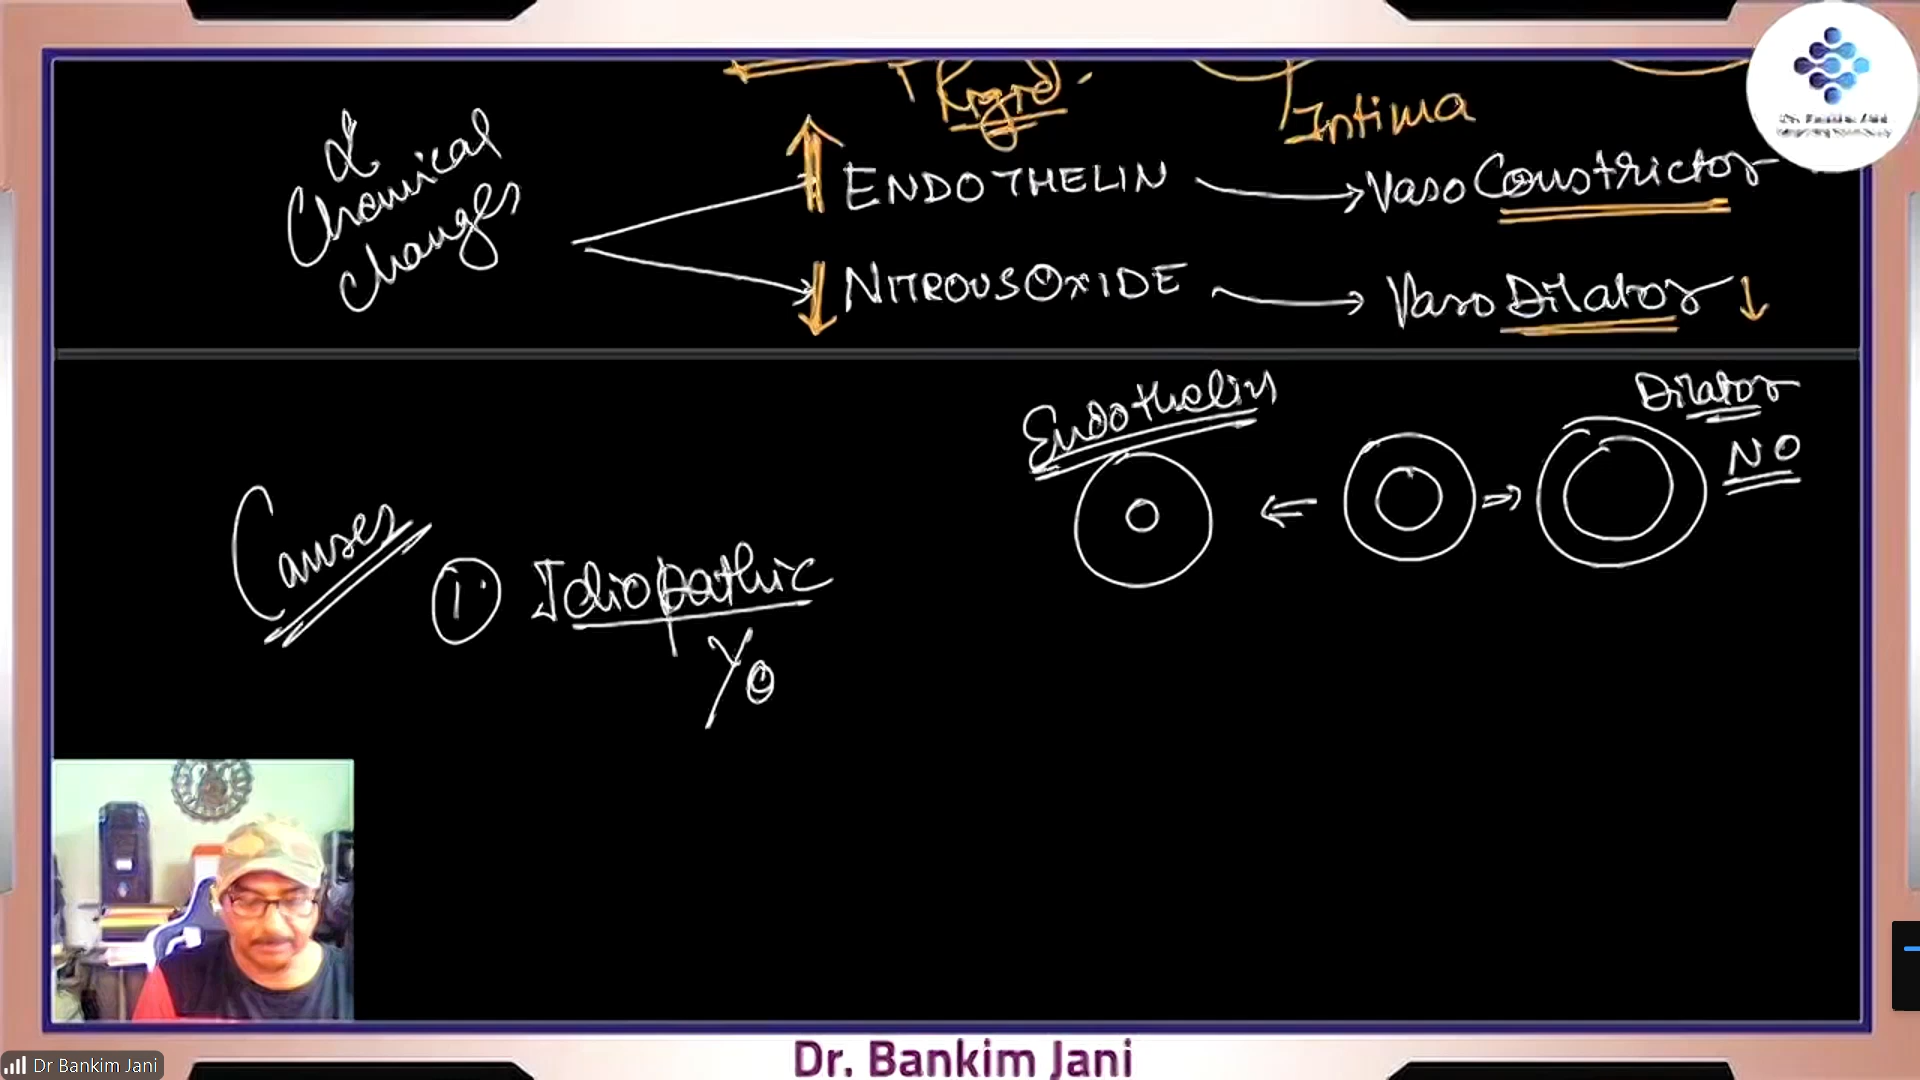 Rigid
Intima
&
Chemical
changes
ENDOTHELIN
Vaso Constrictor
NITROUS OXIDE
Vaso Dilator
Endothelin
Dilator
NO
Causes
1 Idiopathic
Dr Bankim Jani
Dr. Bankim Jani